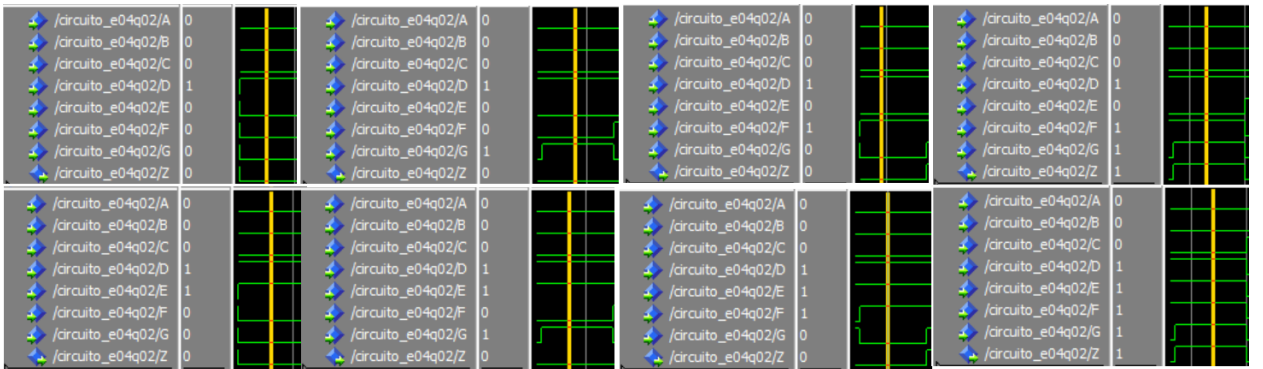 /circuito_e04q02/A 0
/circuito_e04q02/B 0
/circuito_e04q02/C 0
/circuito_e04q02/D 1
/circuito_e04q02/E 0
/circuito_e04q02/F 0
/circuito_e04q02/G 0
/circuito_e04q02/Z 0
/circuito_e04q02/A 0
/circuito_e04q02/B 0
/circuito_e04q02/C 0
/circuito_e04q02/D 1
/circuito_e04q02/E 0
/circuito_e04q02/F 0
/circuito_e04q02/G 1
/circuito_e04q02/Z 0
/circuito_e04q02/A 0
/circuito_e04q02/B 0
/circuito_e04q02/C 0
/circuito_e04q02/D 1
/circuito_e04q02/E 0
/circuito_e04q02/F 1
/circuito_e04q02/G 0
/circuito_e04q02/Z 0
/circuito_e04q02/A 0
/circuito_e04q02/B 0
/circuito_e04q02/C 0
/circuito_e04q02/D 1
/circuito_e04q02/E 0
/circuito_e04q02/F 1
/circuito_e04q02/G 1
/circuito_e04q02/Z 1
/circuito_e04q02/A 0
/circuito_e04q02/B 0
/circuito_e04q02/C 0
/circuito_e04q02/D 1
/circuito_e04q02/E 1
/circuito_e04q02/F 0
/circuito_e04q02/G 0
/circuito_e04q02/Z 0
/circuito_e04q02/A 0
/circuito_e04q02/B 0
/circuito_e04q02/C 0
/circuito_e04q02/D 1
/circuito_e04q02/E 1
/circuito_e04q02/F 0
/circuito_e04q02/G 1
/circuito_e04q02/Z 0
/circuito_e04q02/A 0
/circuito_e04q02/B 0
/circuito_e04q02/C 0
/circuito_e04q02/D 1
/circuito_e04q02/E 1
/circuito_e04q02/F 1
/circuito_e04q02/G 0
/circuito_e04q02/Z 0
/circuito_e04q02/A 0
/circuito_e04q02/B 0
/circuito_e04q02/C 0
/circuito_e04q02/D 1
/circuito_e04q02/E 1
/circuito_e04q02/F 1
/circuito_e04q02/G 1
/circuito_e04q02/Z 1